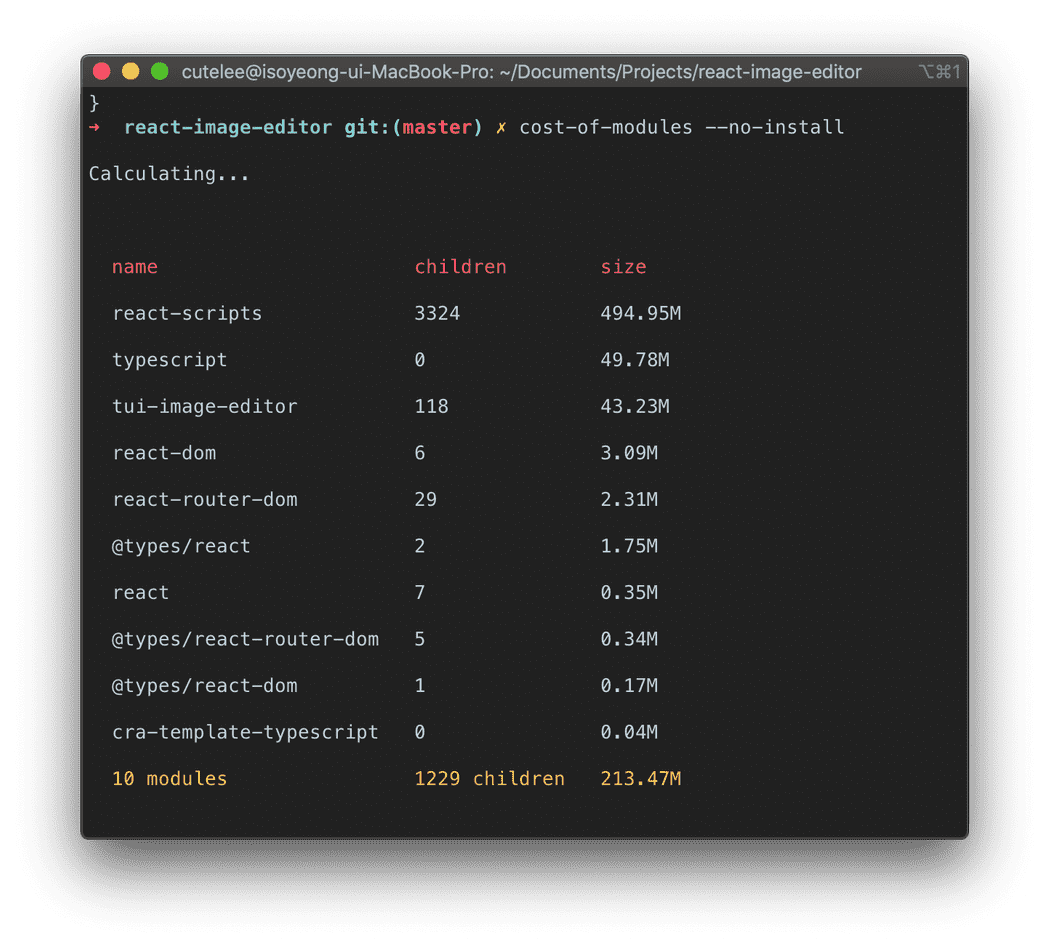 cutelee@isoyeong-ui-MacBook-Pro: ~/Documents/Projects/react-image-editor ⌥⌘1
}
➜ react-image-editor git:(master) ✗ cost-of-modules --no-install
Calculating...
name children size
react-scripts 3324 494.95M
typescript 0 49.78M
tui-image-editor 118 43.23M
react-dom 6 3.09M
react-router-dom 29 2.31M
@types/react 2 1.75M
react 7 0.35M
@types/react-router-dom 5 0.34M
@types/react-dom 1 0.17M
cra-template-typescript 0 0.04M
10 modules 1229 children 213.47M